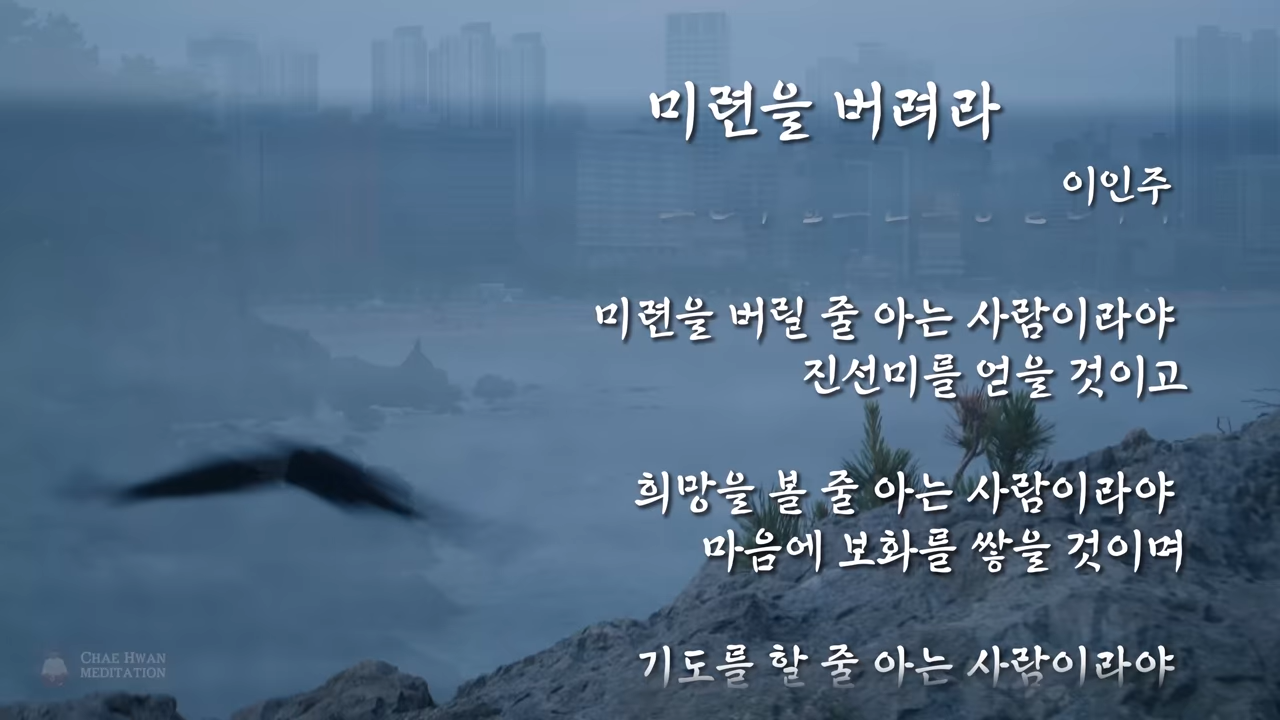 미련을 버려라
이인주
미련을 버릴 줄 아는 사람이라야
진선미를 얻을 것이고
희망을 볼 줄 아는 사람이라야
마음에 보화를 쌓을 것이며
기도를 할 줄 아는 사람이라야
CHAE HWAN
MEDITATION